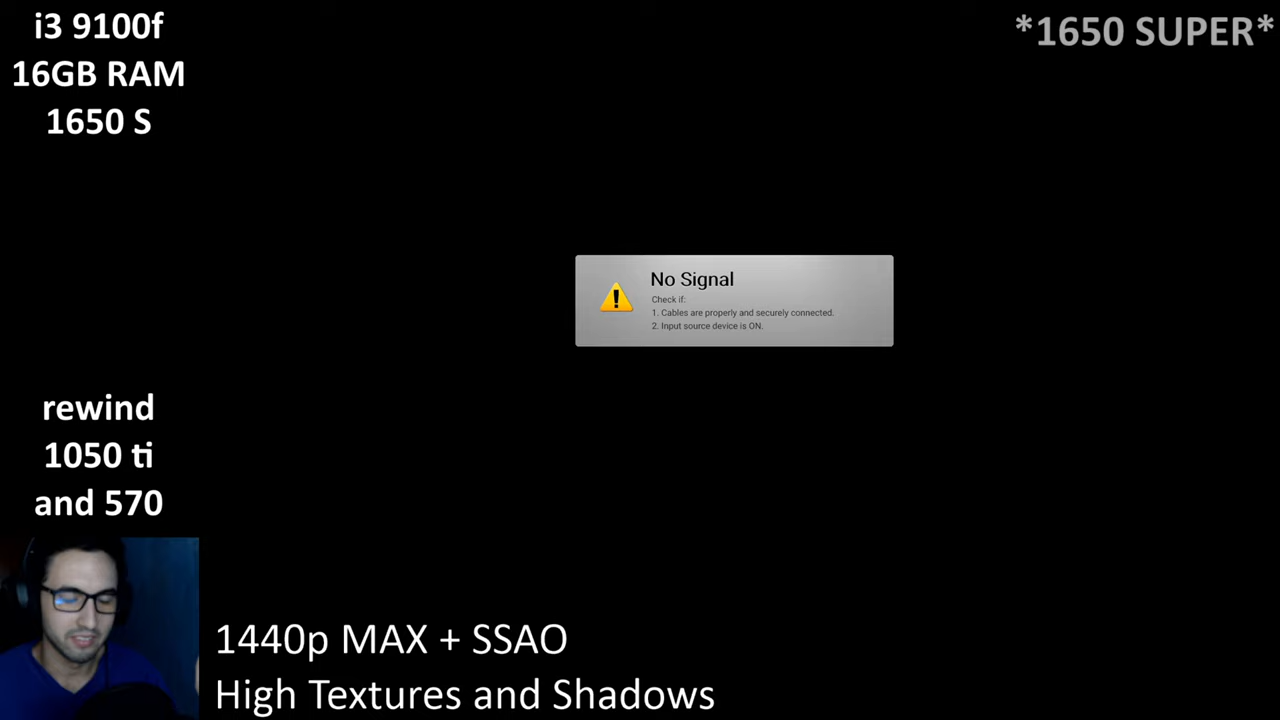 i3 9100f
16GB RAM
1650 S
*1650 SUPER*
No Signal
Check if:
1. Cables are properly and securely connected.
2. Input source device is ON.
rewind
1050 ti
and 570
1440p MAX + SSAO
High Textures and Shadows